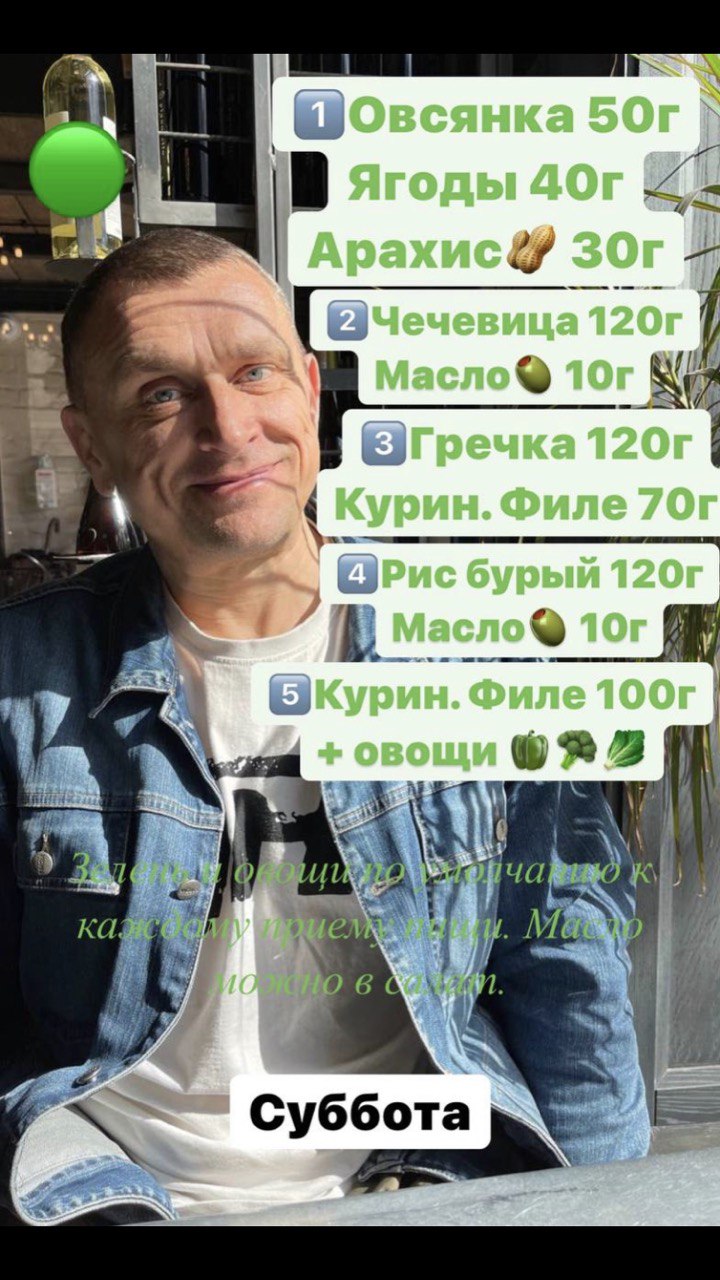 1 Овсянка 50г
Ягоды 40г
Арахис🥜 30г
2 Чечевица 120г
Масло🫒 10г
3 Гречка 120г
Курин. Филе 70г
4 Рис бурый 120г
Масло🫒 10г
5 Курин. Филе 100г
+ овощи 🫑🥦🥬
Зелень и овощи по умолчанию к
каждому приему пищи. Масло
можно в салат.
Суббота